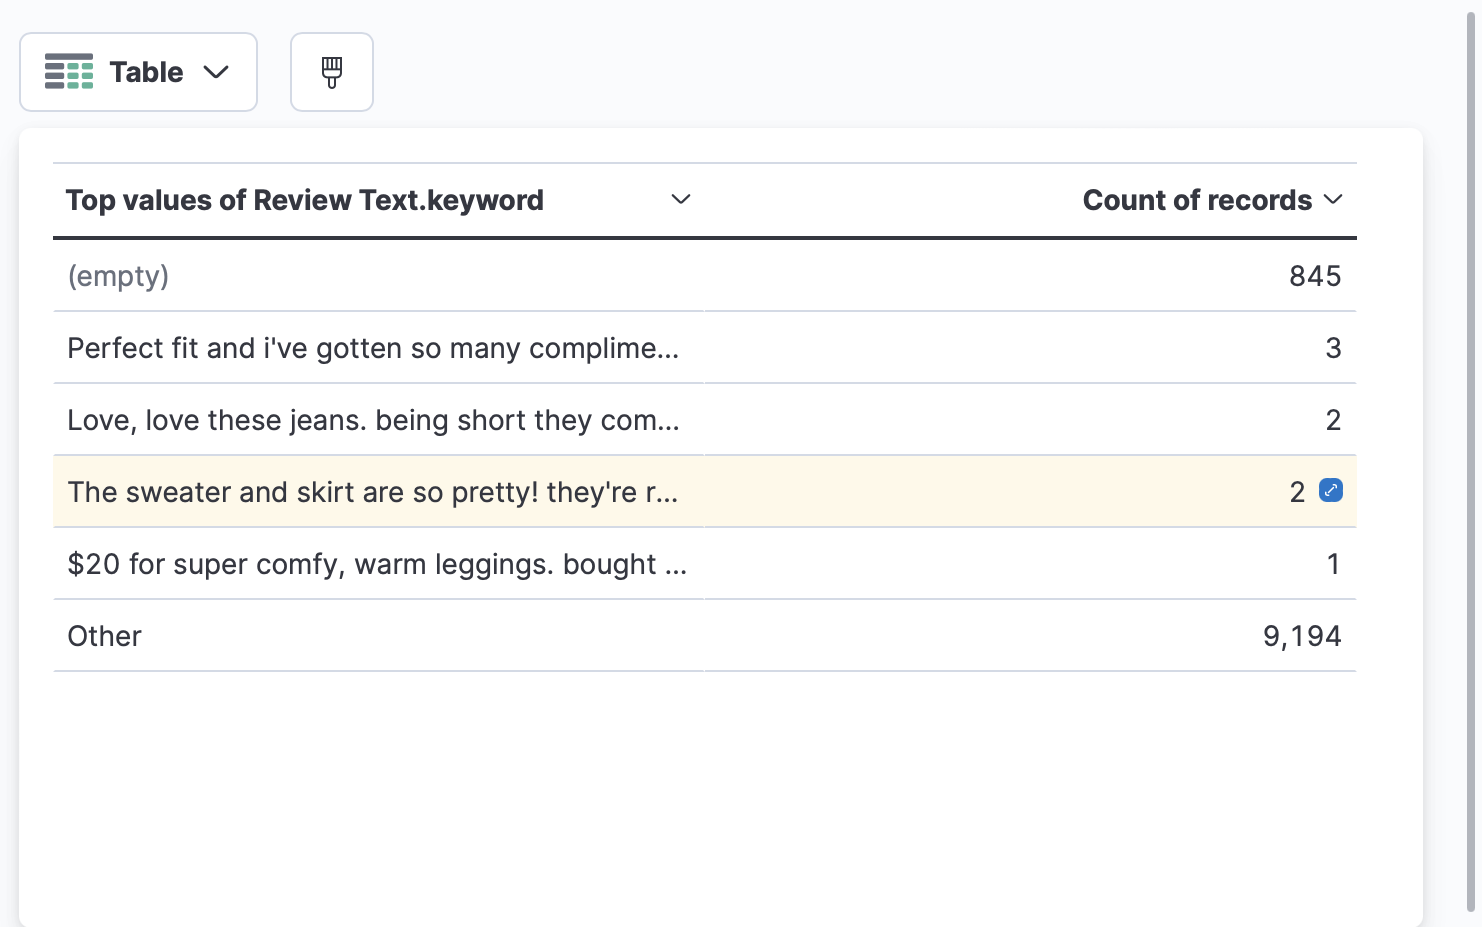 Table
Top values of Review Text.keyword Count of records
(empty) 845
Perfect fit and i've gotten so many complime... 3
Love, love these jeans. being short they com... 2
The sweater and skirt are so pretty! they're r... 2
$20 for super comfy, warm leggings. bought ... 1
Other 9,194